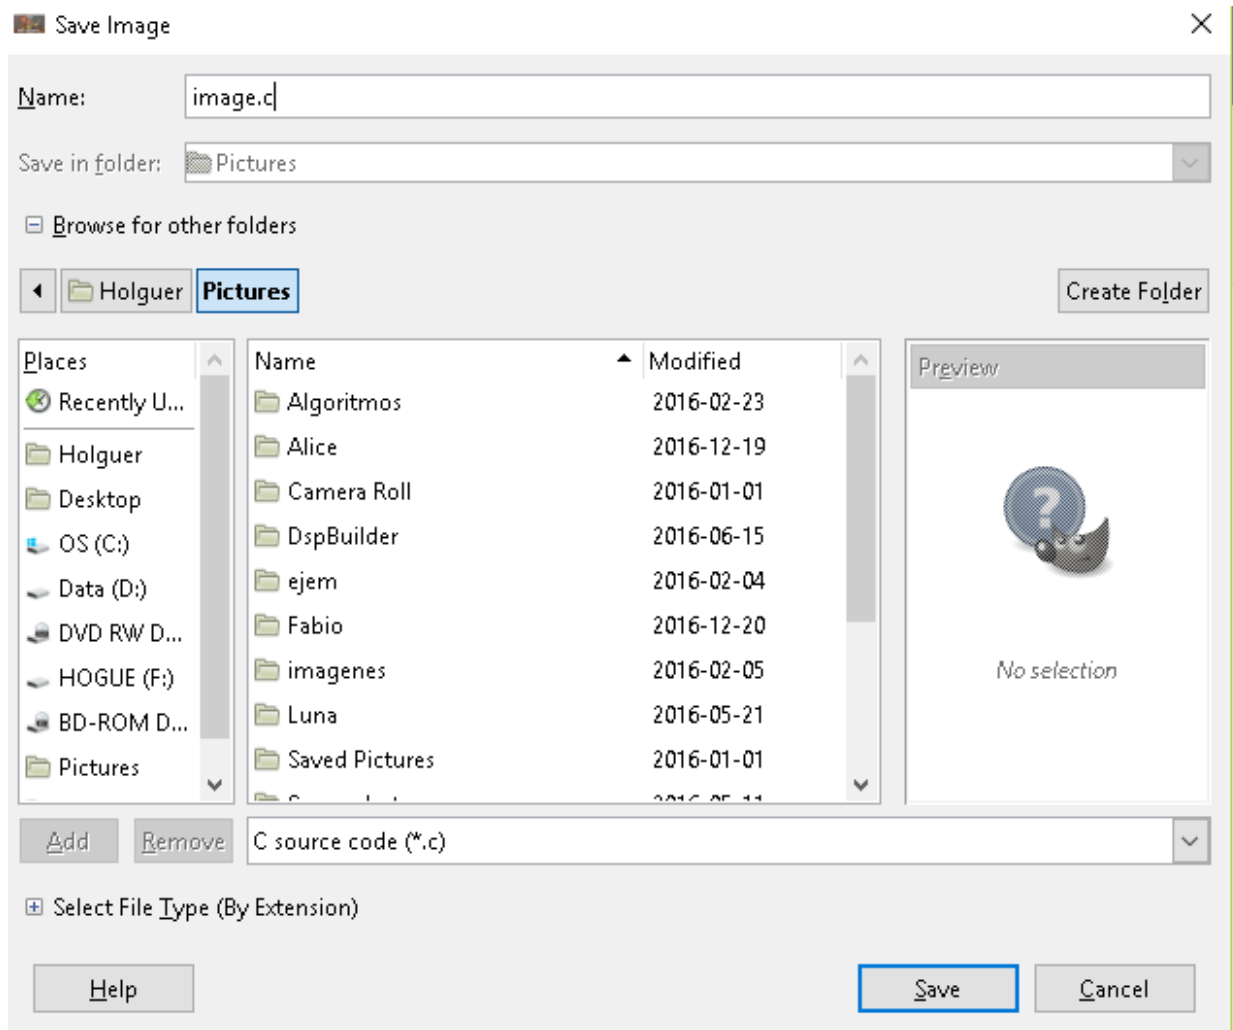 Save Image
Name: image.c
Save in folder: Pictures
Browse for other folders
Holguer Pictures Create Folder
Places Name Modified Preview
Recently U... Algoritmos 2016-02-23
Holguer Alice 2016-12-19
Desktop Camera Roll 2016-01-01
OS (C:) DspBuilder 2016-06-15
Data (D:) ejem 2016-02-04
DVD RW D... Fabio 2016-12-20
HOGUE (F:) imagenes 2016-02-05 No selection
BD-ROM D... Luna 2016-05-21
Pictures Saved Pictures 2016-01-01
Add Remove C source code (*.c)
Select File Type (By Extension)
Help Save Cancel